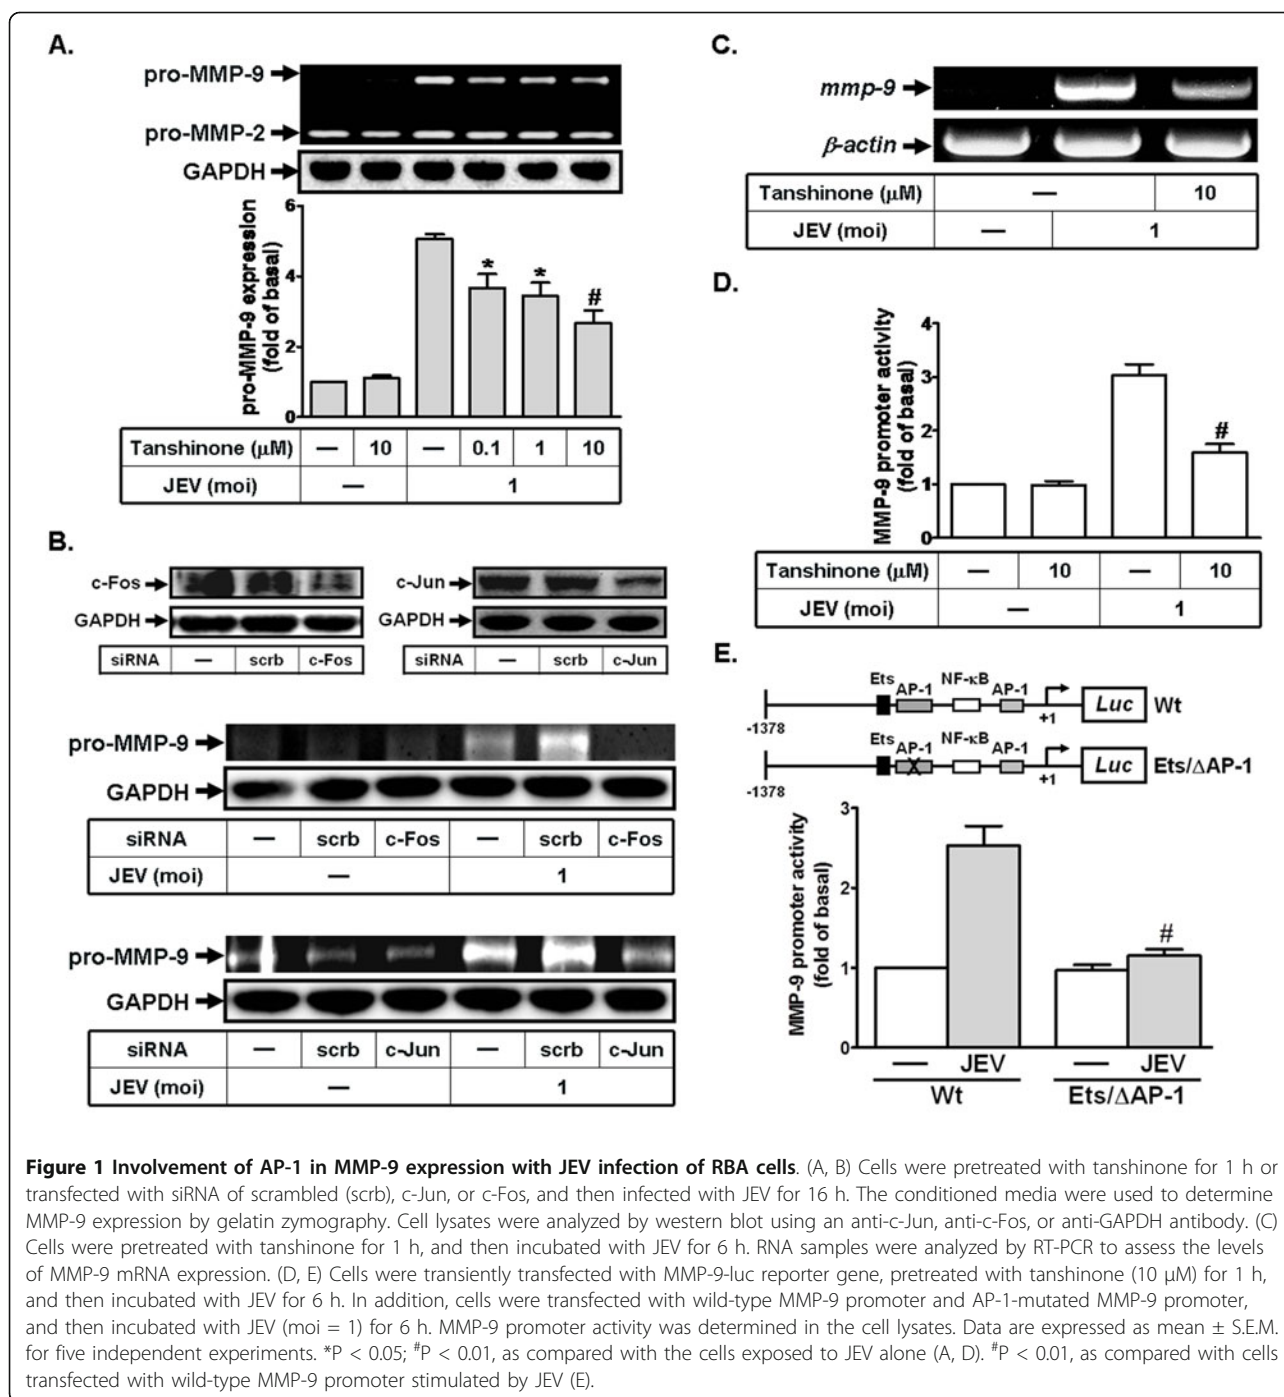 A.
pro-MMP-9
pro-MMP-2
GAPDH
pro-MMP-9 expression
(fold of basal)
6
4
2
0
*
*
#
Tanshinone (µM) — 10 — 0.1 1 10
JEV (moi) — 1
B.
c-Fos
GAPDH
siRNA — scrb c-Fos
c-Jun
GAPDH
siRNA — scrb c-Jun
pro-MMP-9
GAPDH
siRNA — scrb c-Fos — scrb c-Fos
JEV (moi) — 1
pro-MMP-9
GAPDH
siRNA — scrb c-Jun — scrb c-Jun
JEV (moi) — 1
C.
mmp-9
β-actin
Tanshinone (µM) — 10
JEV (moi) — 1
D.
MMP-9 promoter activity
(fold of basal)
4
3
2
1
0
#
Tanshinone (µM) — 10 — 10
JEV (moi) — 1
E.
Ets AP-1 NF-κB AP-1
-1378 +1 Luc Wt
Ets AP-1 NF-κB AP-1
X
-1378 +1 Luc Ets/ΔAP-1
MMP-9 promoter activity
(fold of basal)
3
2
1
0
#
— JEV — JEV
Wt Ets/ΔAP-1
Figure 1 Involvement of AP-1 in MMP-9 expression with JEV infection of RBA cells. (A, B) Cells were pretreated with tanshinone for 1 h or
transfected with siRNA of scrambled (scrb), c-Jun, or c-Fos, and then infected with JEV for 16 h. The conditioned media were used to determine
MMP-9 expression by gelatin zymography. Cell lysates were analyzed by western blot using an anti-c-Jun, anti-c-Fos, or anti-GAPDH antibody. (C)
Cells were pretreated with tanshinone for 1 h, and then incubated with JEV for 6 h. RNA samples were analyzed by RT-PCR to assess the levels
of MMP-9 mRNA expression. (D, E) Cells were transiently transfected with MMP-9-luc reporter gene, pretreated with tanshinone (10 µM) for 1 h,
and then incubated with JEV for 6 h. In addition, cells were transfected with wild-type MMP-9 promoter and AP-1-mutated MMP-9 promoter,
and then incubated with JEV (moi = 1) for 6 h. MMP-9 promoter activity was determined in the cell lysates. Data are expressed as mean ± S.E.M.
for five independent experiments. *P < 0.05; #P < 0.01, as compared with the cells exposed to JEV alone (A, D). #P < 0.01, as compared with cells
transfected with wild-type MMP-9 promoter stimulated by JEV (E).